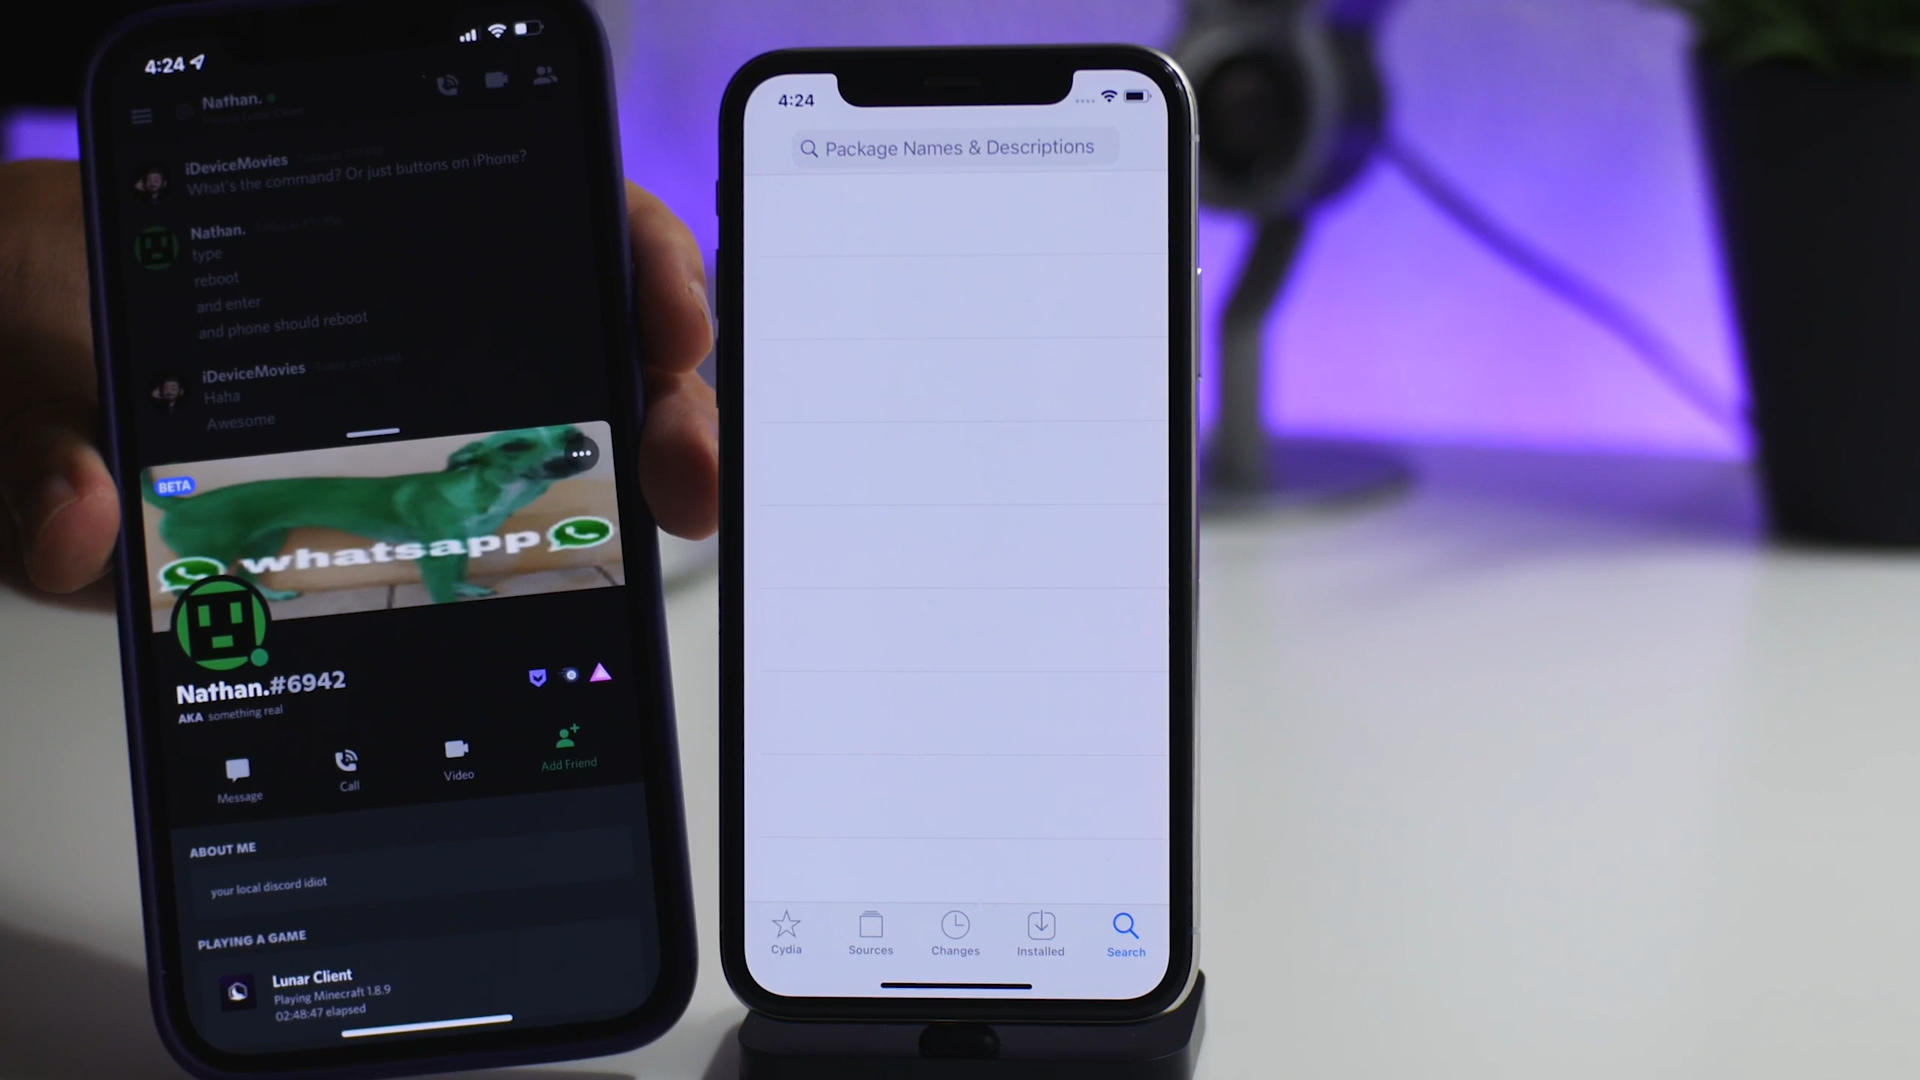 4:24
Nathan.
iDeviceMovies
What's the command? Or just buttons on iPhone?
Nathan.
type
reboot
and enter
and phone should reboot
iDeviceMovies
Haha
Awesome
BETA
whatsapp
Nathan.#6942
AKA something real
Message
Call
Video
Add Friend
ABOUT ME
your local discord idiot
PLAYING A GAME
Lunar Client
Playing Minecraft 1.8.9
02:48:47 elapsed
4:24
Package Names & Descriptions
Cydia
Sources
Changes
Installed
Search